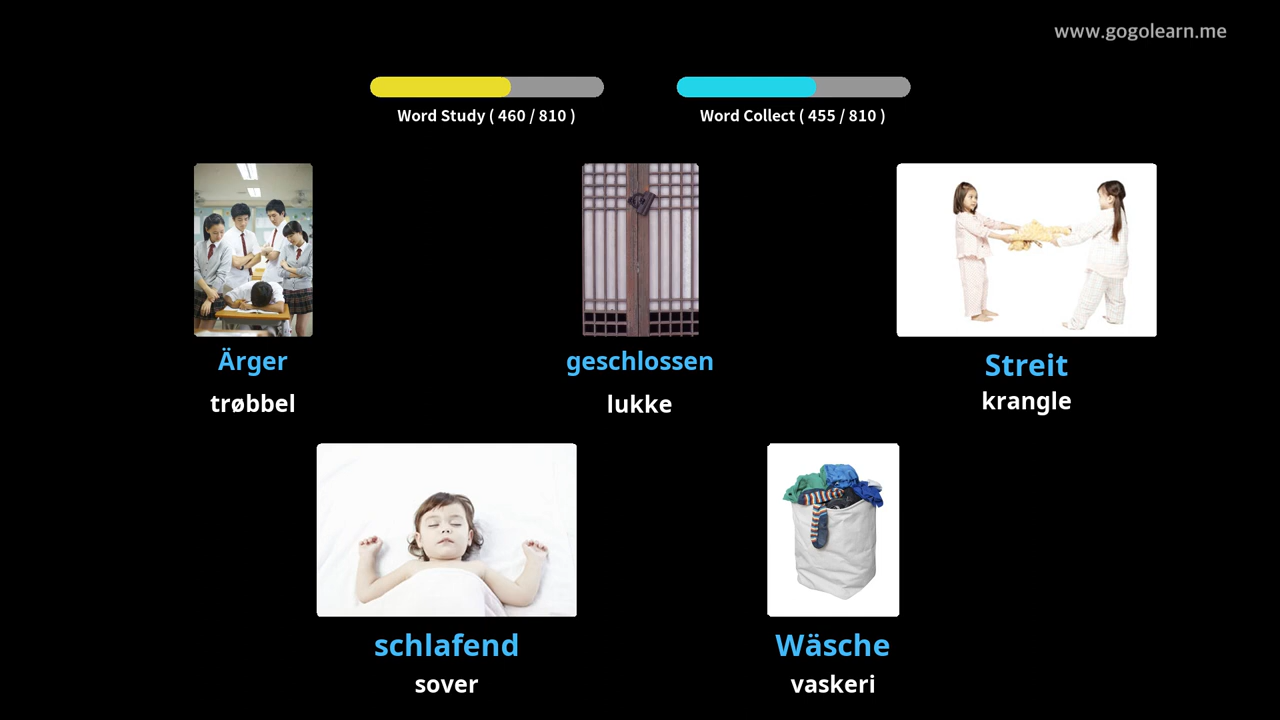 www.gogolearn.me
Word Study ( 460 / 810 )
Word Collect ( 455 / 810 )
Ärger
trøbbel
geschlossen
lukke
Streit
krangle
schlafend
sover
Wäsche
vaskeri